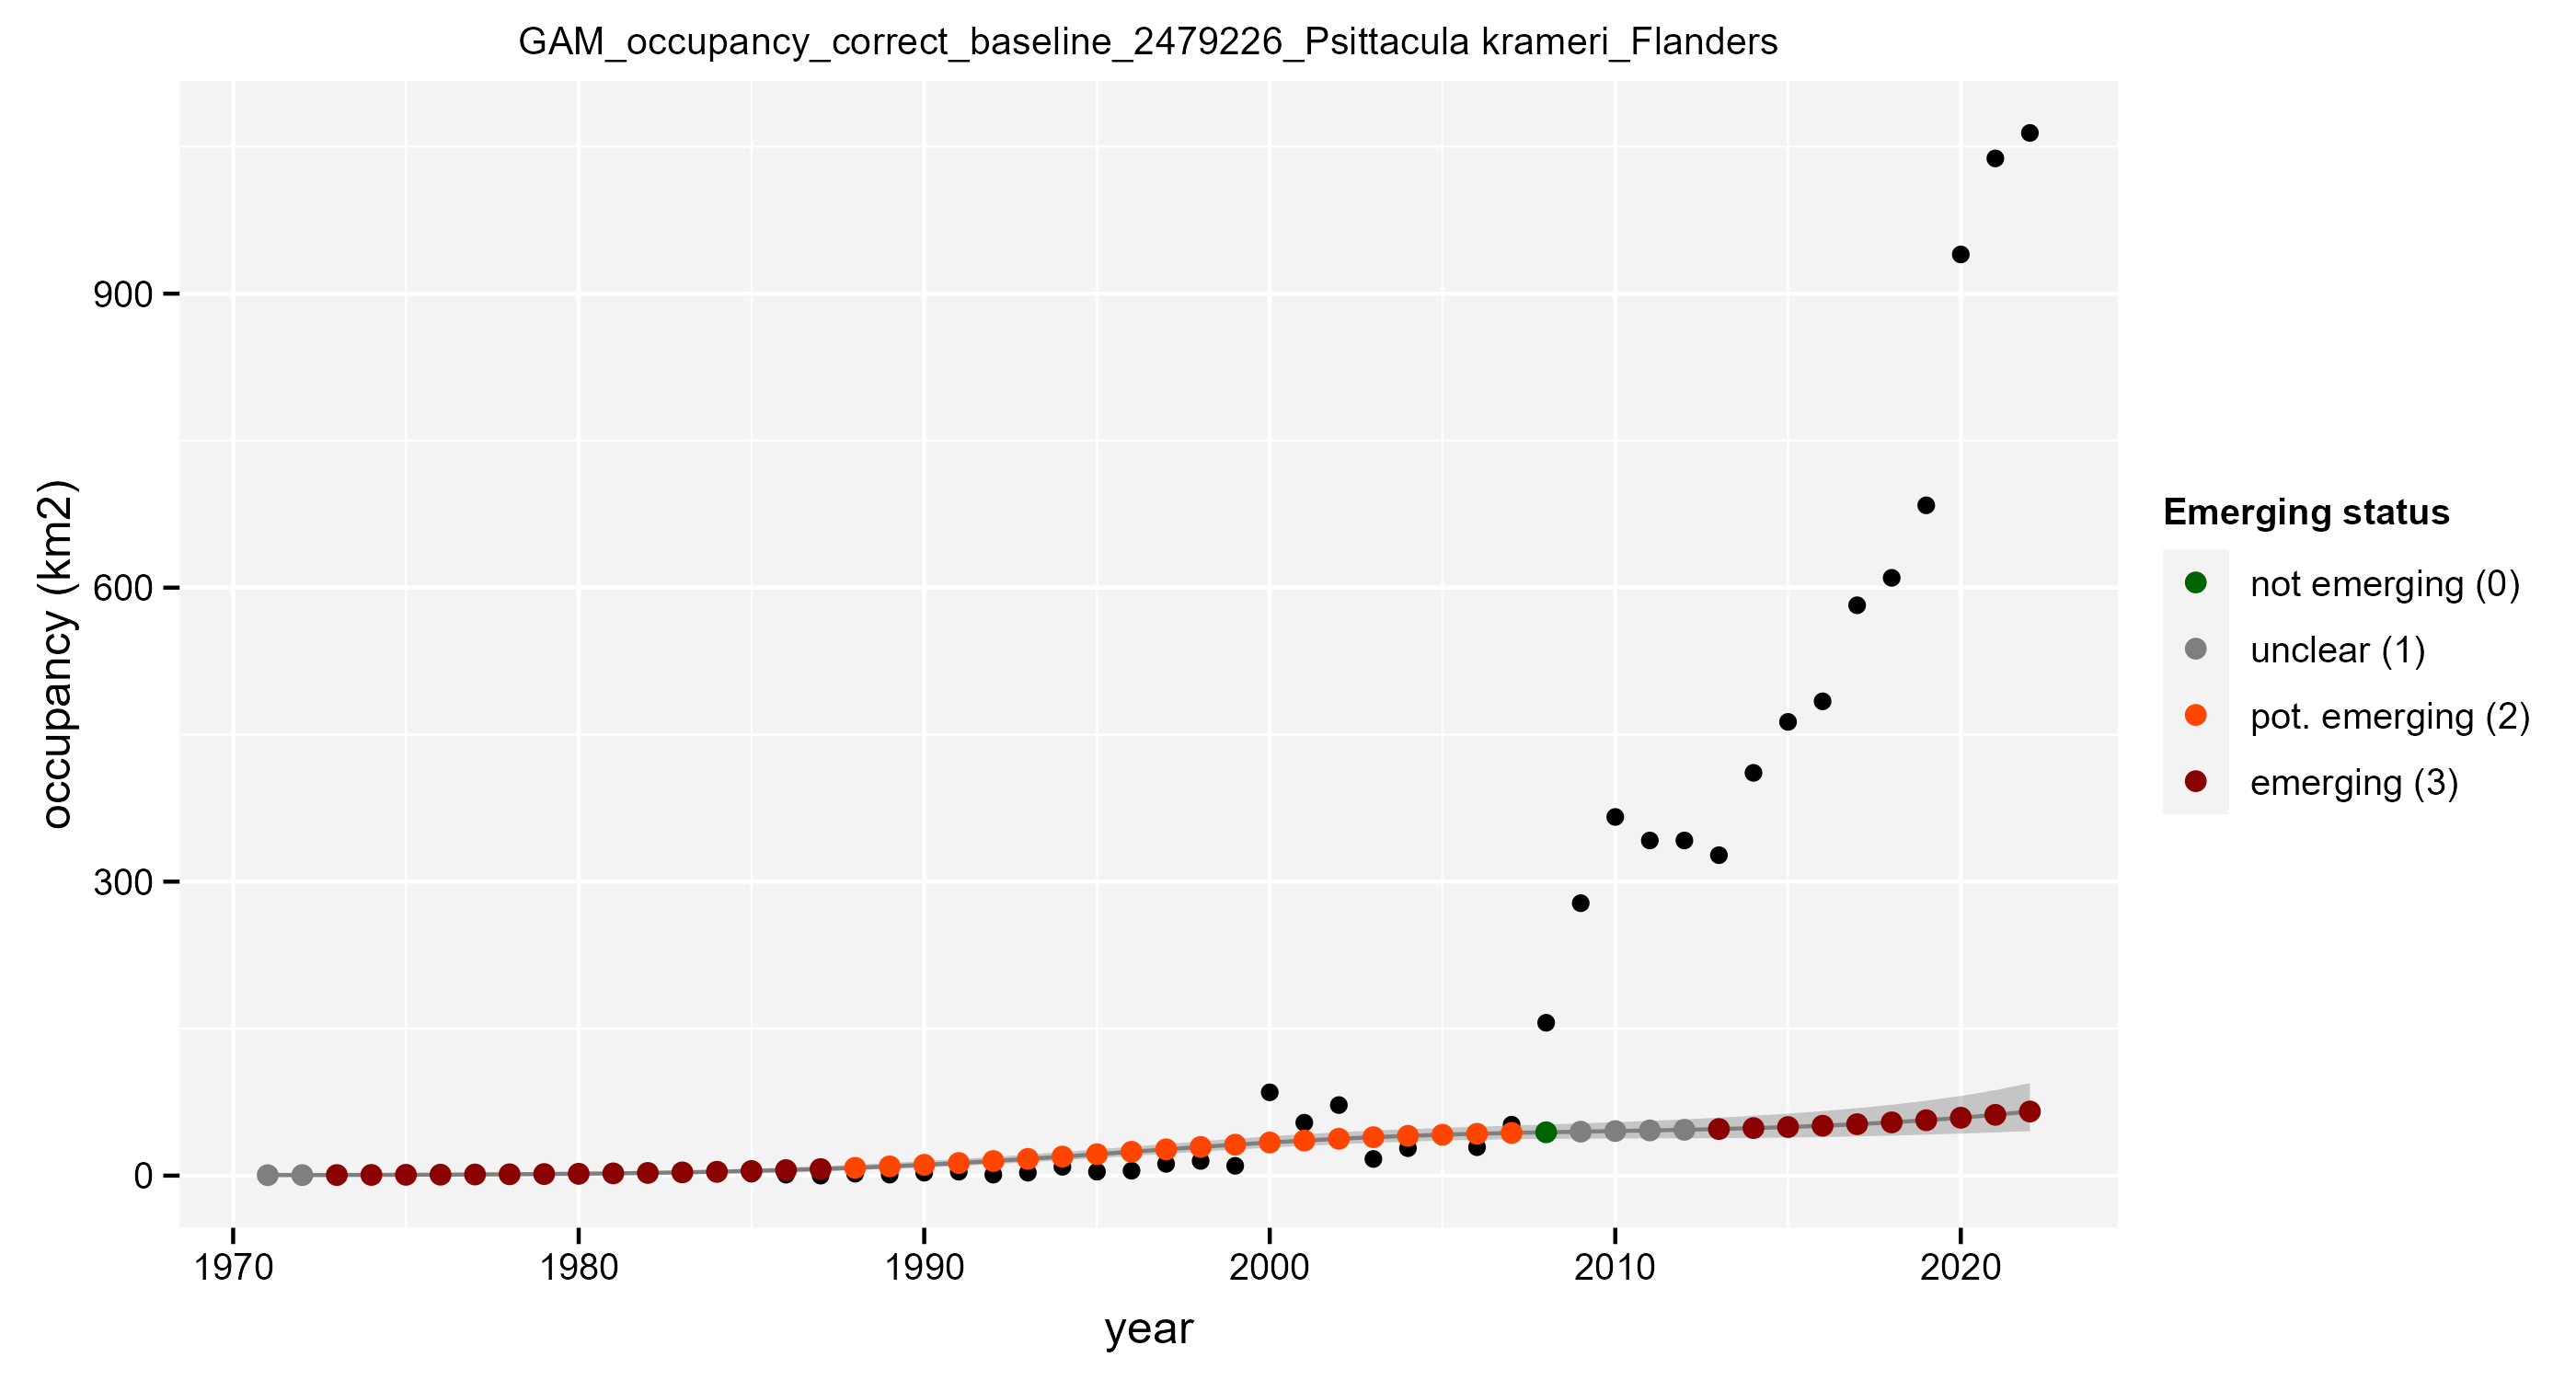 GAM_occupancy_correct_baseline_2479226_Psittacula krameri_Flanders
occupancy (km2)
900
600
300
0
1970 1980 1990 2000 2010 2020
year
Emerging status
not emerging (0)
unclear (1)
pot. emerging (2)
emerging (3)